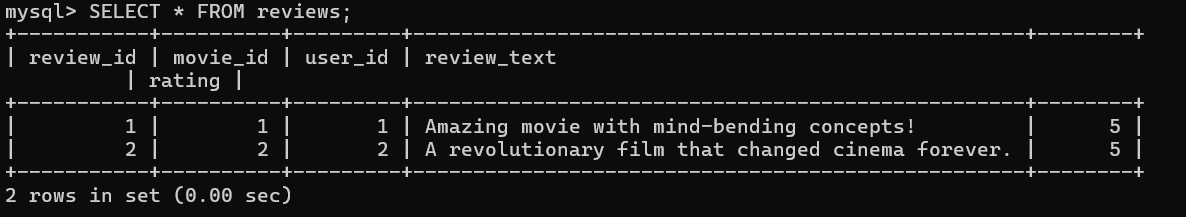 mysql> SELECT * FROM reviews;
+-----------+----------+---------+----------------------------------------------------+--------+
| review_id | movie_id | user_id | review_text
          | rating |
+-----------+----------+---------+----------------------------------------------------+--------+
|         1 |        1 |       1 | Amazing movie with mind-bending concepts!          |      5 |
|         2 |        2 |       2 | A revolutionary film that changed cinema forever. |      5 |
+-----------+----------+---------+----------------------------------------------------+--------+
2 rows in set (0.00 sec)